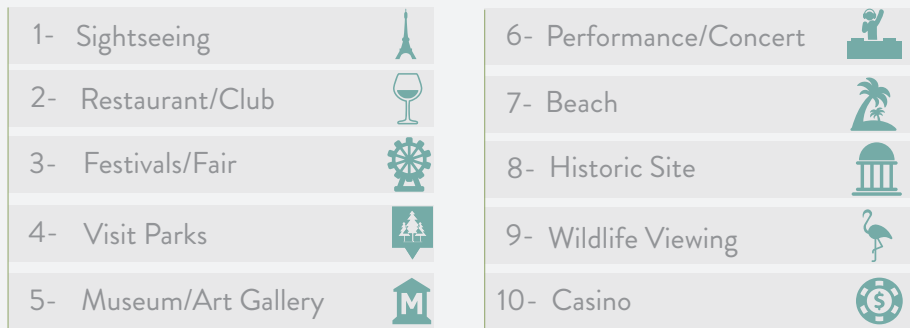 1- Sightseeing
2- Restaurant/Club
3- Festivals/Fair
4- Visit Parks
5- Museum/Art Gallery
M
6- Performance/Concert
7- Beach
8- Historic Site
9- Wildlife Viewing
10- Casino
$